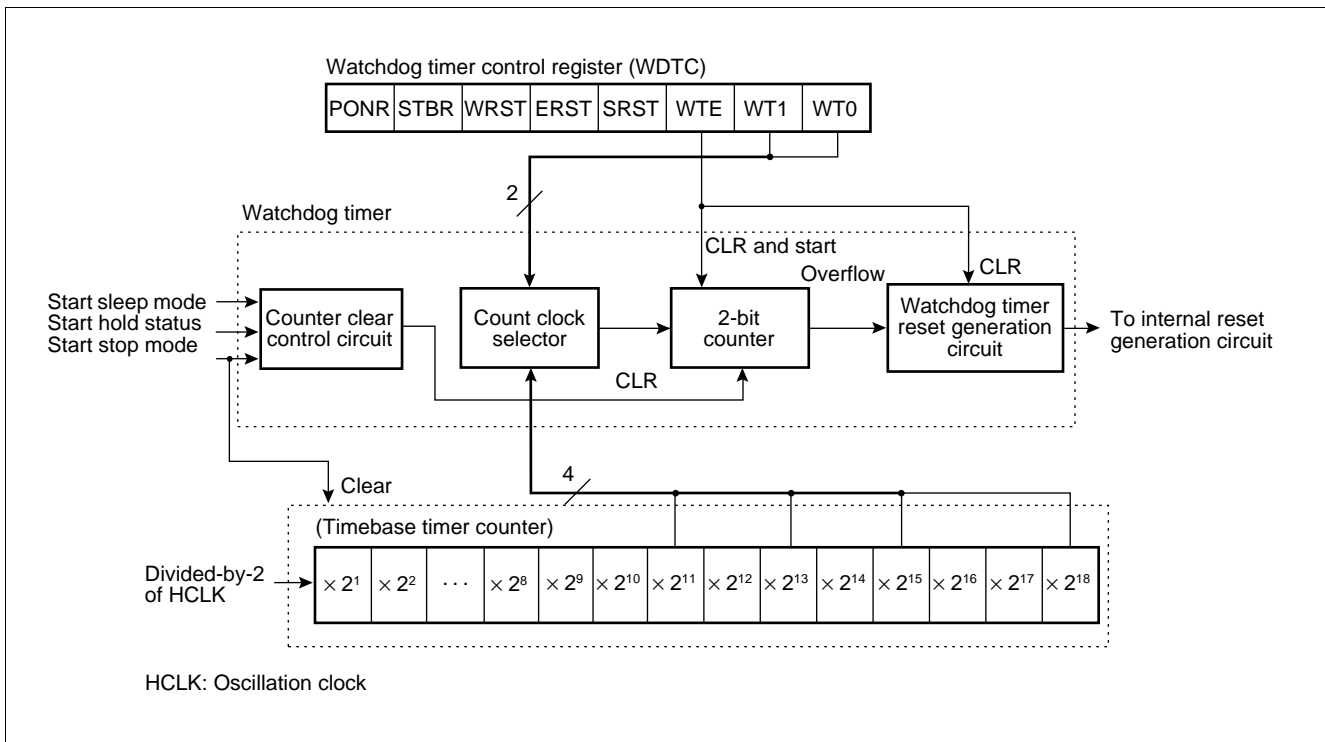 Watchdog timer control register (WDTC)
PONR STBR WRST ERST SRST WTE WT1 WT0
2
Watchdog timer
CLR and start
Overflow
CLR
Start sleep mode
Start hold status
Start stop mode
Counter clear
control circuit
Count clock
selector
2-bit
counter
Watchdog timer
reset generation
circuit
To internal reset
generation circuit
CLR
4
Clear
(Timebase timer counter)
Divided-by-2
of HCLK
× 2¹ × 2² ··· × 2⁸ × 2⁹ × 2¹⁰ × 2¹¹ × 2¹² × 2¹³ × 2¹⁴ × 2¹⁵ × 2¹⁶ × 2¹⁷ × 2¹⁸
HCLK: Oscillation clock